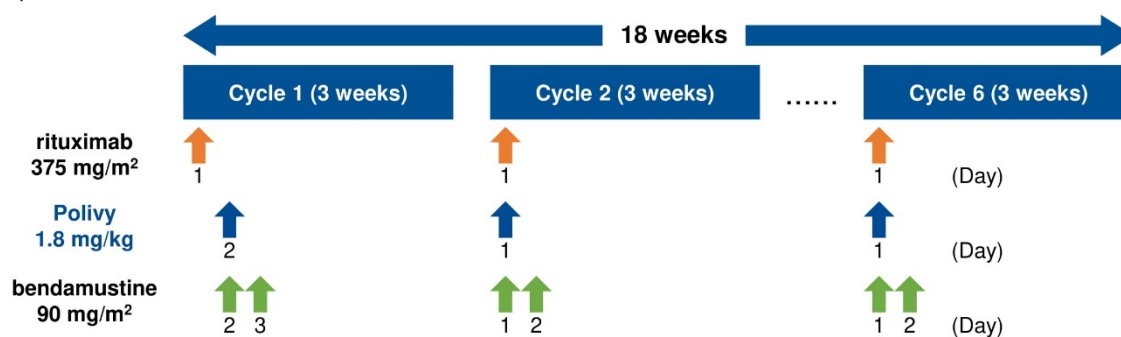 18 weeks
Cycle 1 (3 weeks)
Cycle 2 (3 weeks)
......
Cycle 6 (3 weeks)
rituximab
375 mg/m²
1
1
1
(Day)
Polivy
1.8 mg/kg
2
1
1
(Day)
bendamustine
90 mg/m²
2 3
1 2
1 2
(Day)